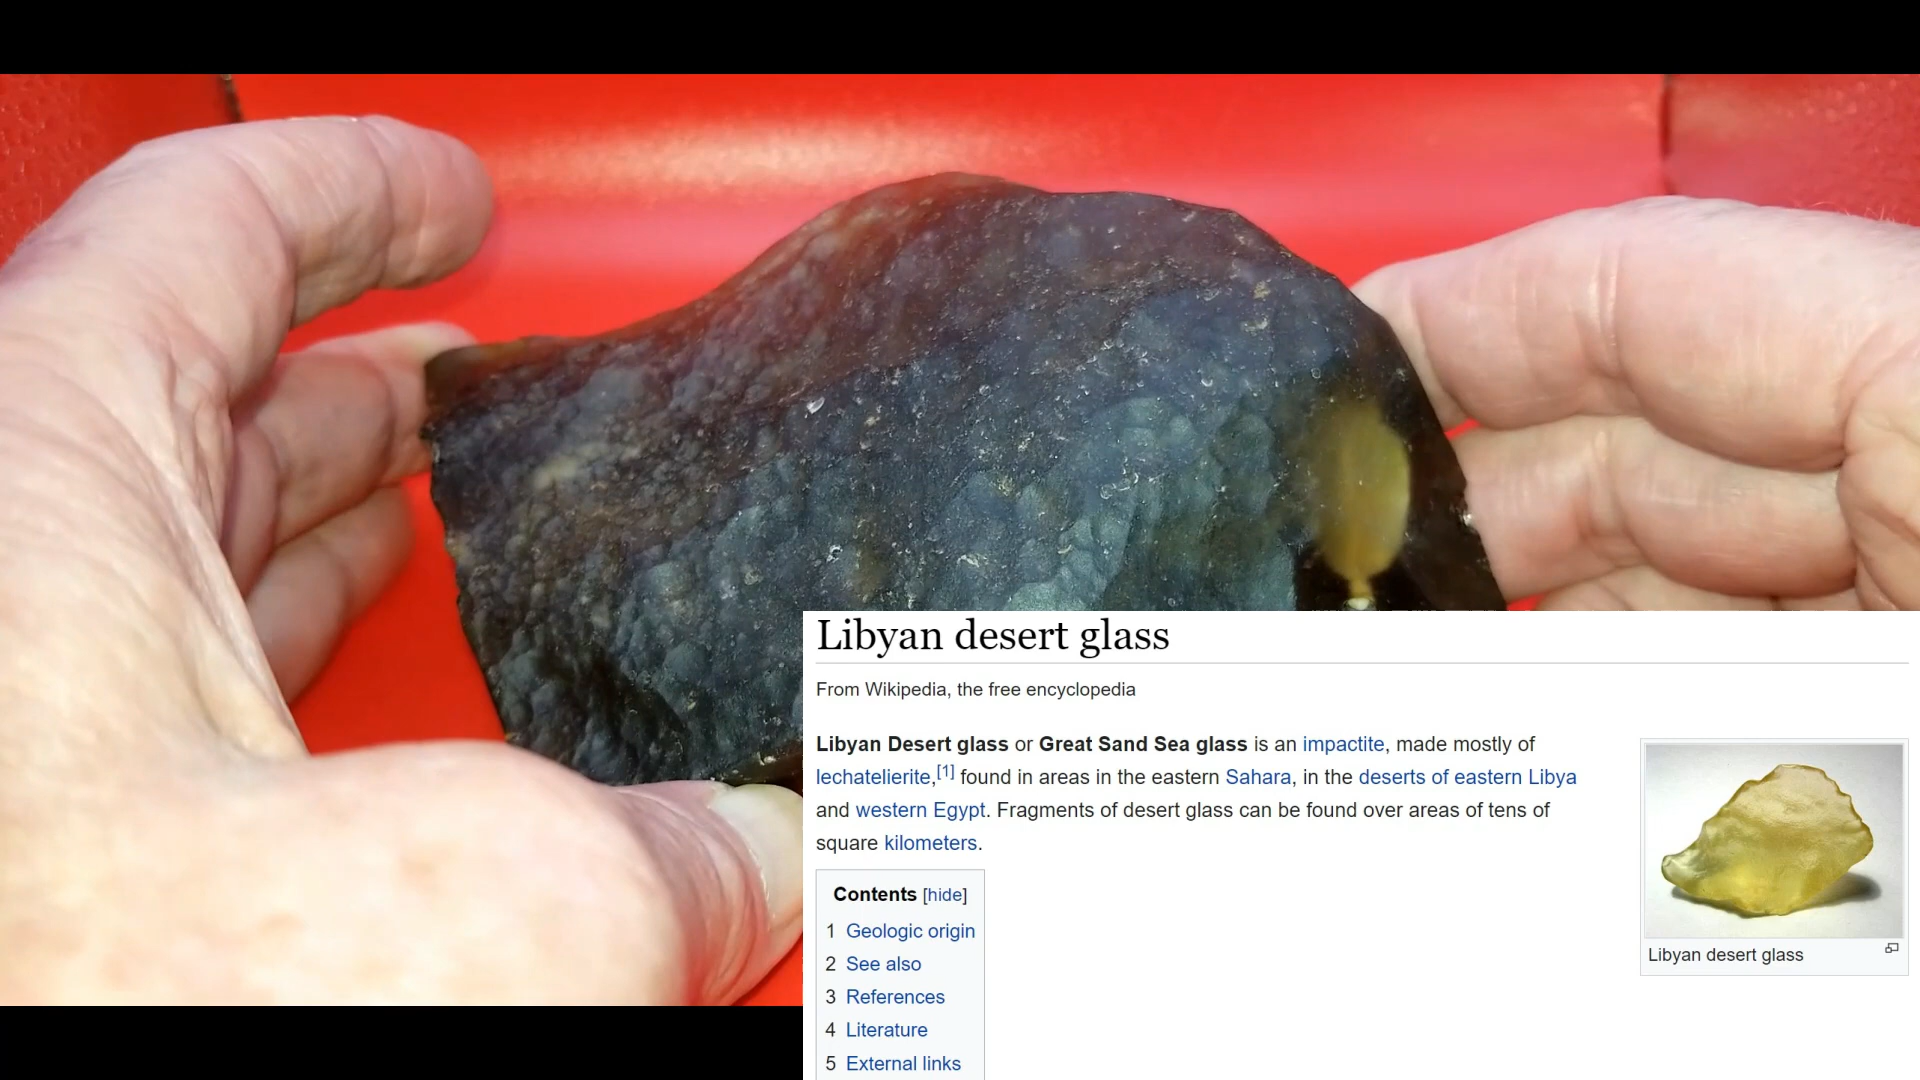 Libyan desert glass
From Wikipedia, the free encyclopedia
Libyan Desert glass or Great Sand Sea glass is an impactite, made mostly of
lechatelierite,[1] found in areas in the eastern Sahara, in the deserts of eastern Libya
and western Egypt. Fragments of desert glass can be found over areas of tens of
square kilometers.
Libyan desert glass
Contents [hide]
1 Geologic origin
2 See also
3 References
4 Literature
5 External links